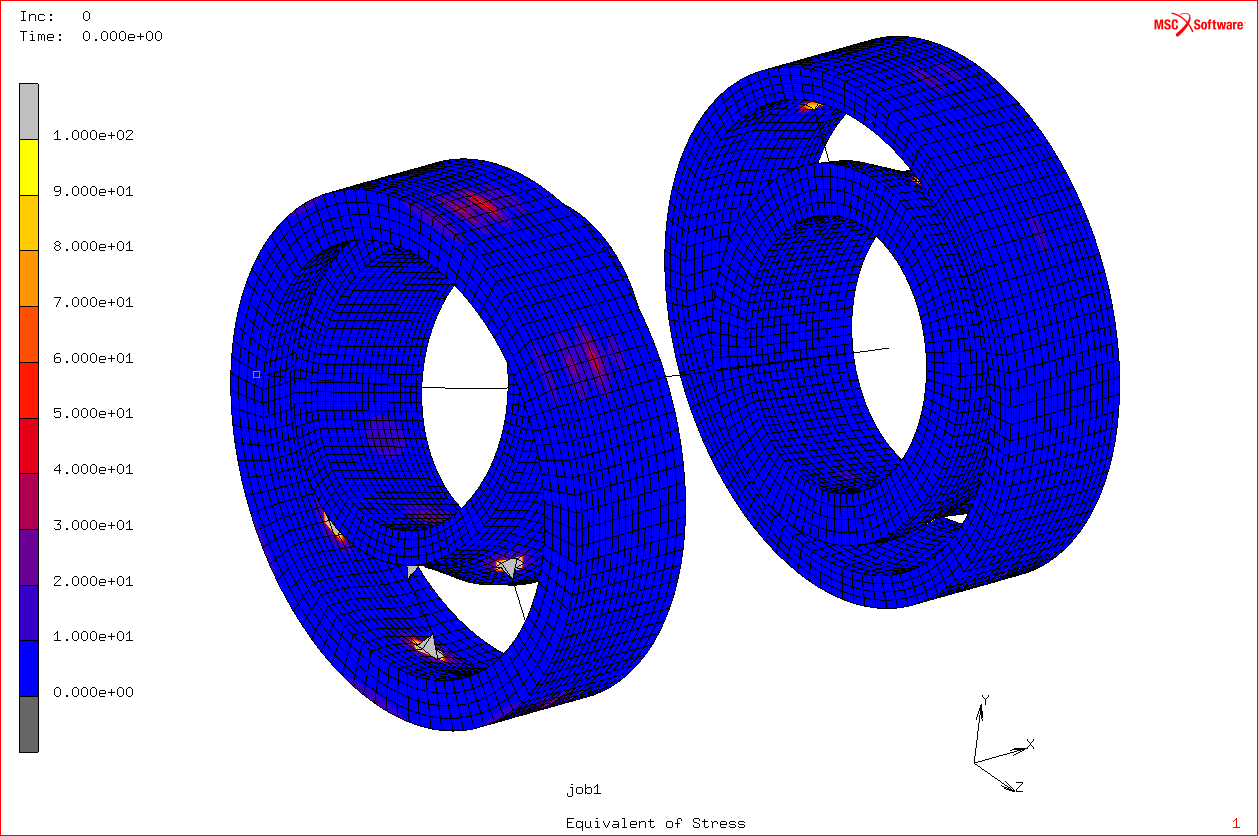 Inc: 0
Time: 0.000e+00
MSC Software
1.000e+02
9.000e+01
8.000e+01
7.000e+01
6.000e+01
5.000e+01
4.000e+01
3.000e+01
2.000e+01
1.000e+01
0.000e+00
Y
X
Z
job1
Equivalent of Stress
1